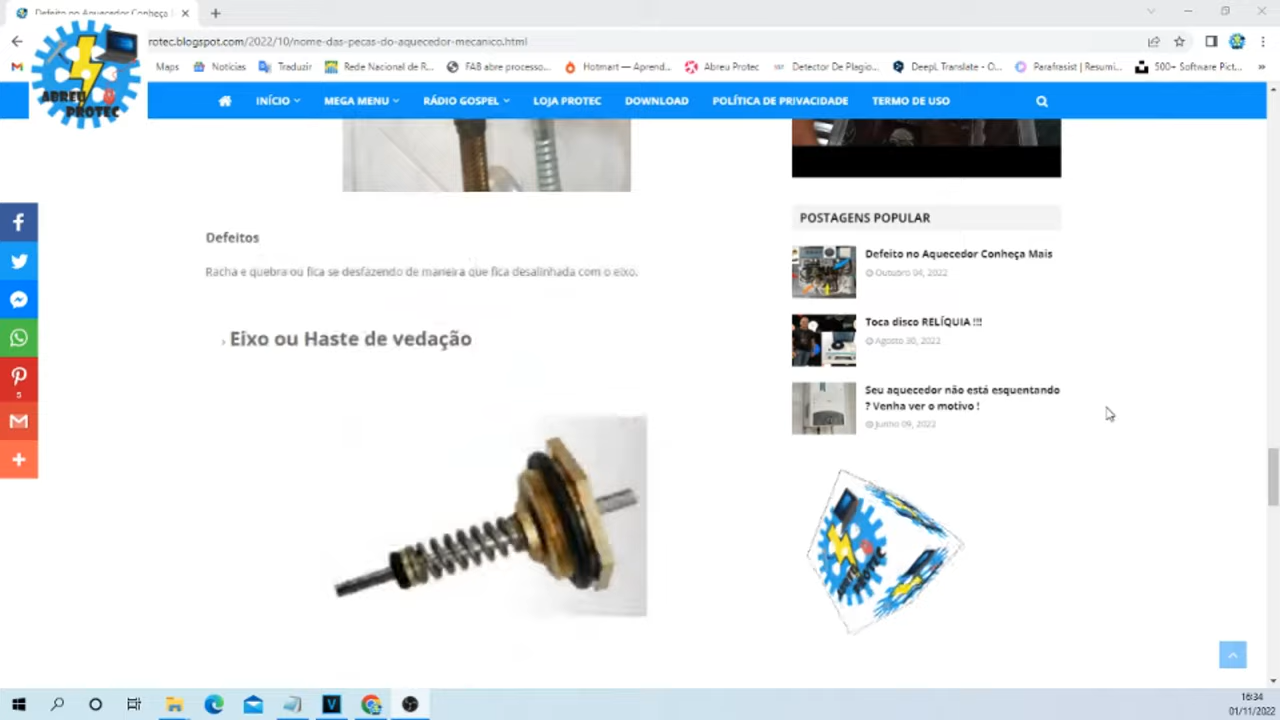 Defeito no Aquecedor Conheça
rotec.blogspot.com/2022/10/nome-das-pecas-do-aquecedor-mecanico.html
Maps
Notícias
Traduzir
Rede Nacional de R...
FAB abre processo...
Hotmart — Aprend...
Abreu Protec
Detector De Plagio...
DeepL Translate - O...
Parafrasist | Resumi...
500+ Software Pict...
»
ABREU
PROTEC
INÍCIO
MEGA MENU
RÁDIO GOSPEL
LOJA PROTEC
DOWNLOAD
POLÍTICA DE PRIVACIDADE
TERMO DE USO
Defeitos
Racha e quebra ou fica se desfazendo de maneira que fica desalinhada com o eixo.
› Eixo ou Haste de vedação
5
POSTAGENS POPULAR
Defeito no Aquecedor Conheça Mais
Outubro 04, 2022
Toca disco RELÍQUIA !!!
Agosto 30, 2022
Seu aquecedor não está esquentando
? Venha ver o motivo !
Junho 09, 2022
ABREU
PROTEC
16:34
01/11/2022